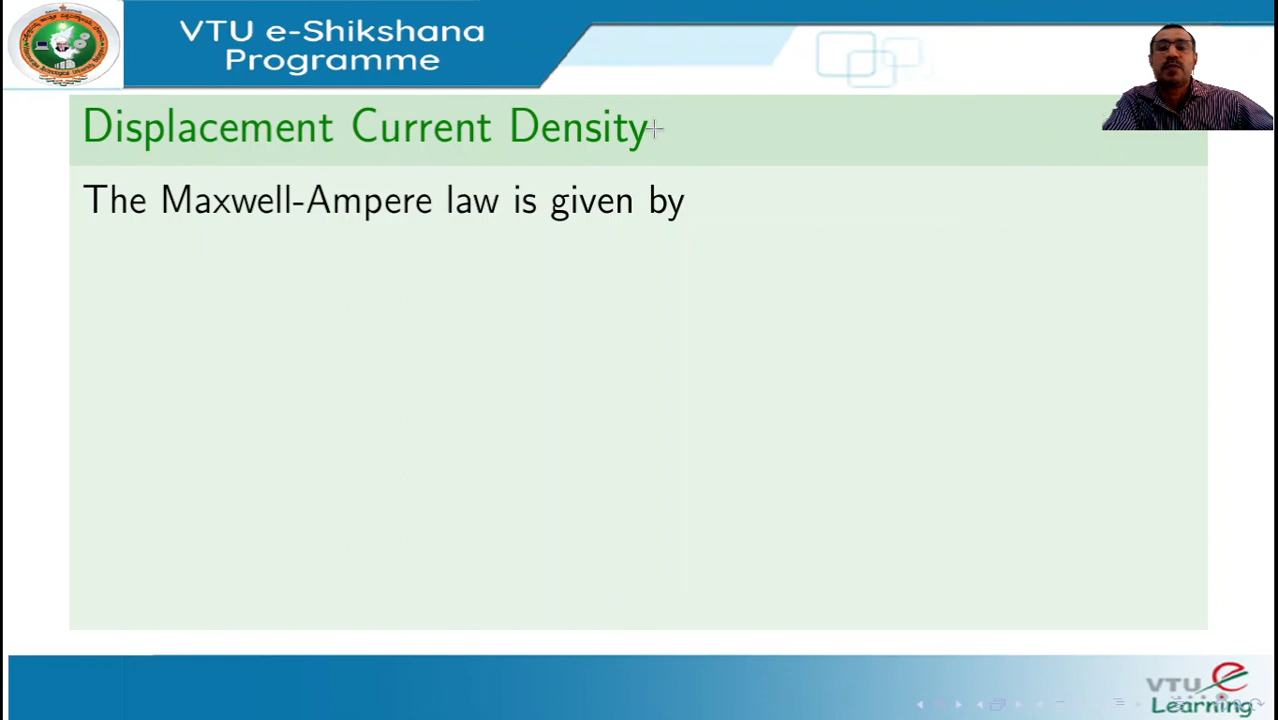 VTU e-Shikshana
Programme
Displacement Current Density
The Maxwell-Ampere law is given by
VTU
Learning